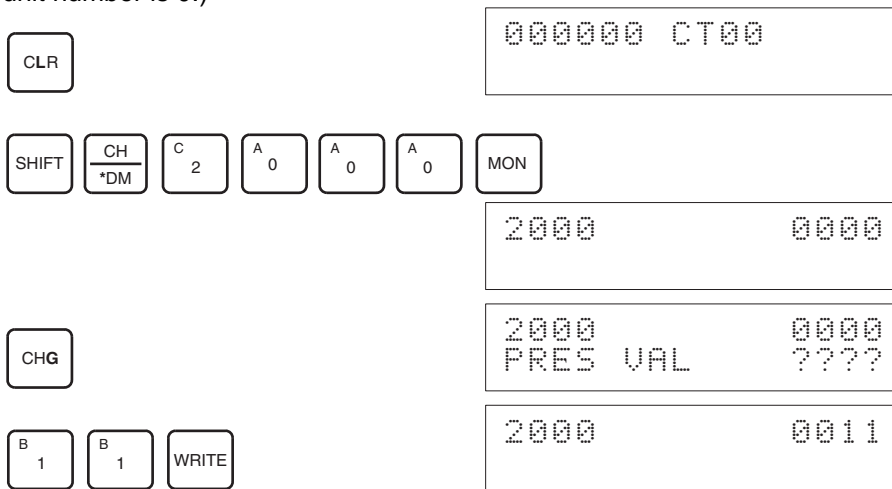 unit number is 0.)
CLR
000000 CT00
SHIFT CH *DM C 2 A 0 A 0 A 0 MON
2000 0000
CHG
2000 0000
PRES VAL ????
B 1 B 1 WRITE
2000 0011